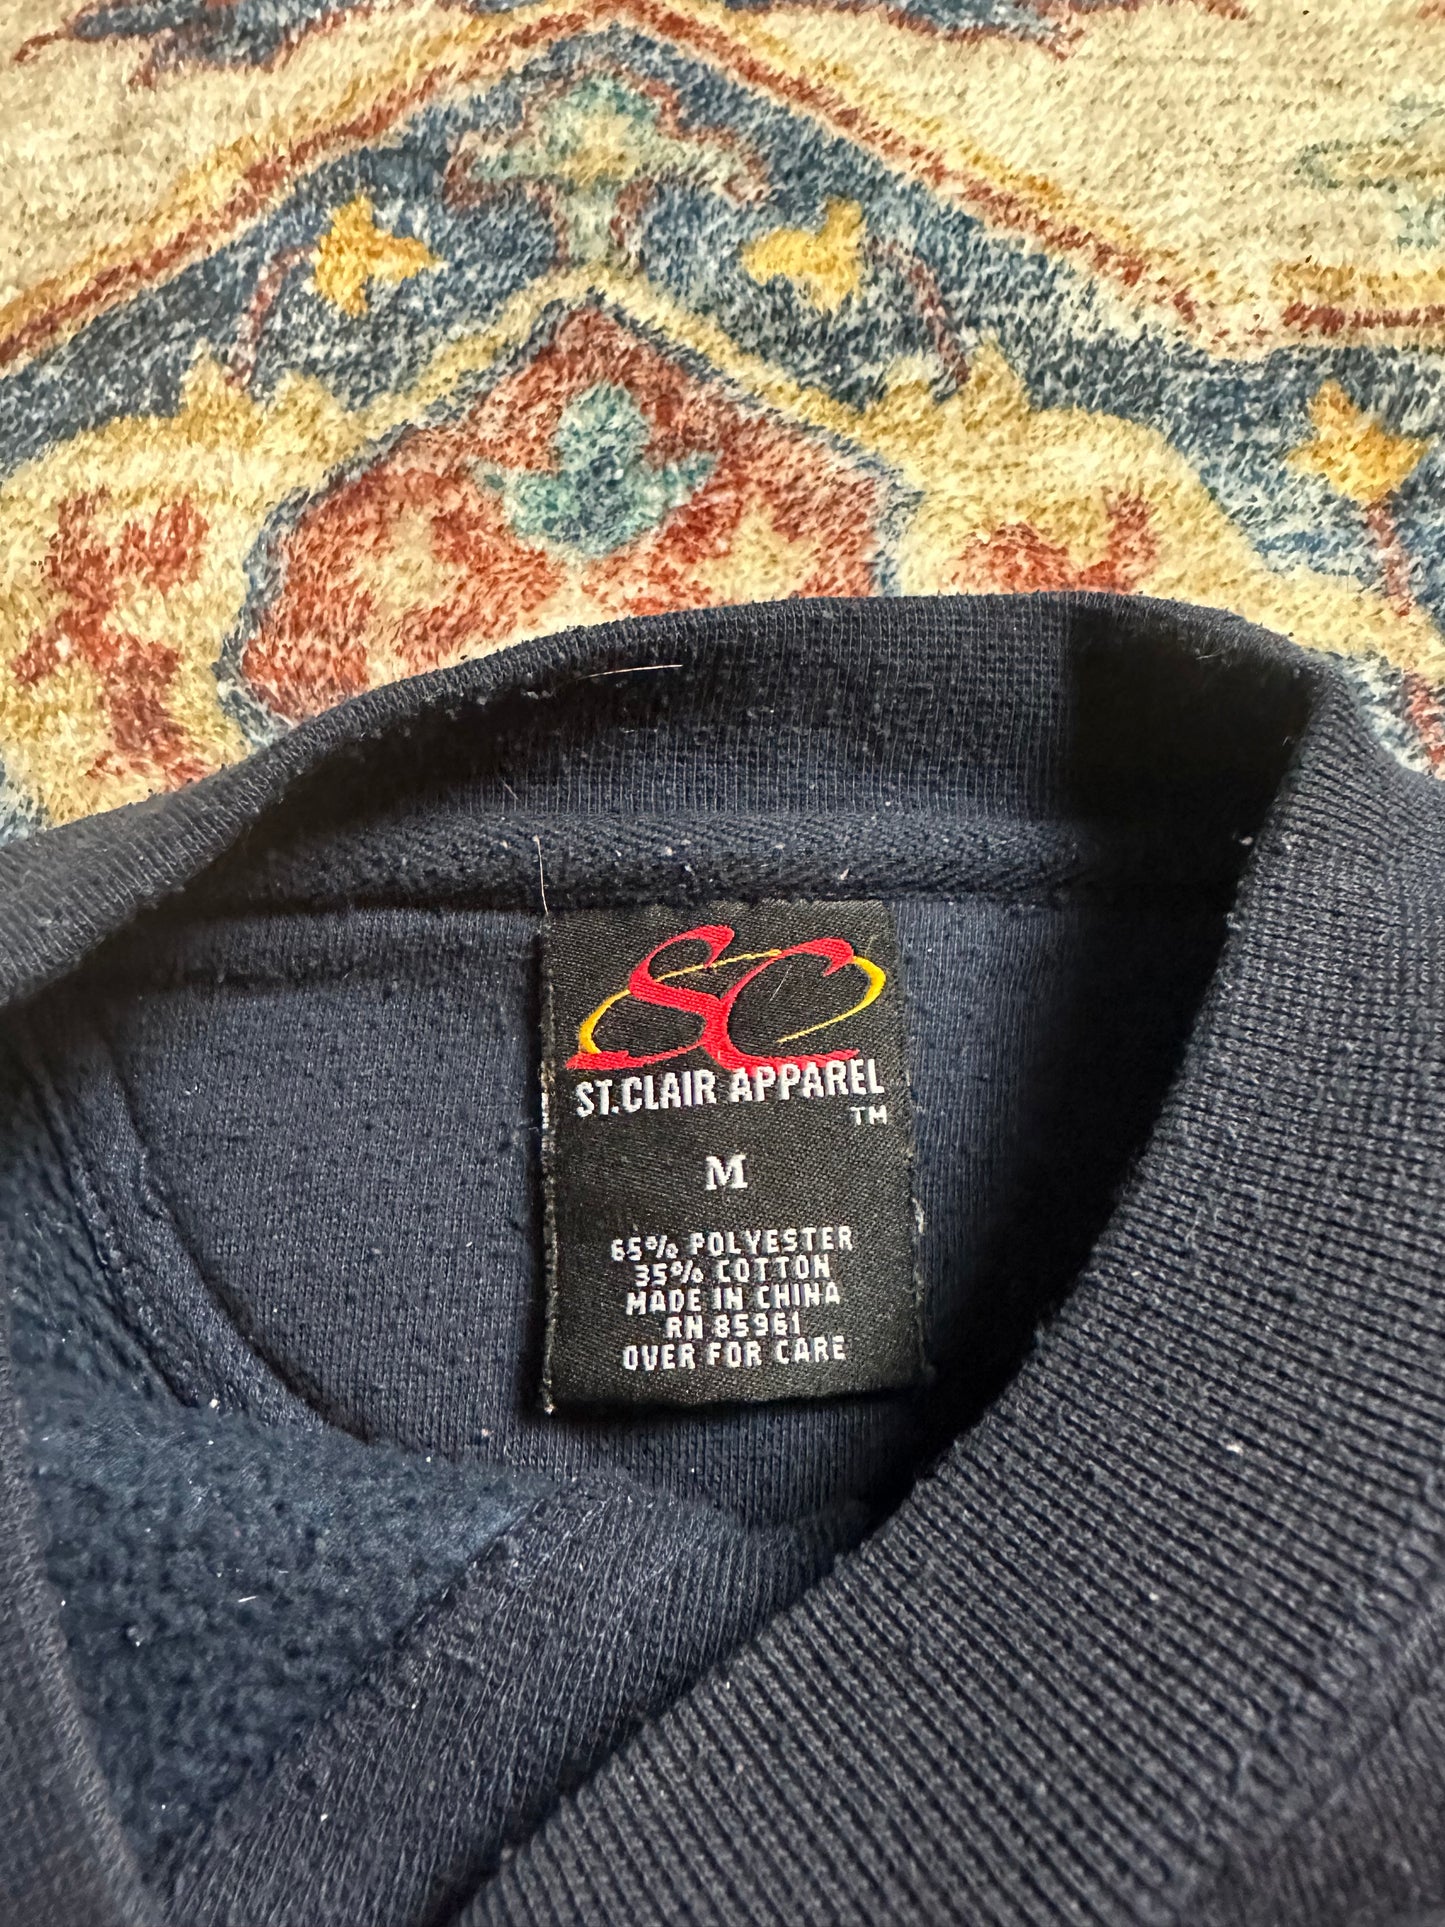 SC
ST.CLAIR APPAREL
TM
M
65% POLYESTER
35% COTTON
MADE IN CHINA
RN 85961
OVER FOR CARE